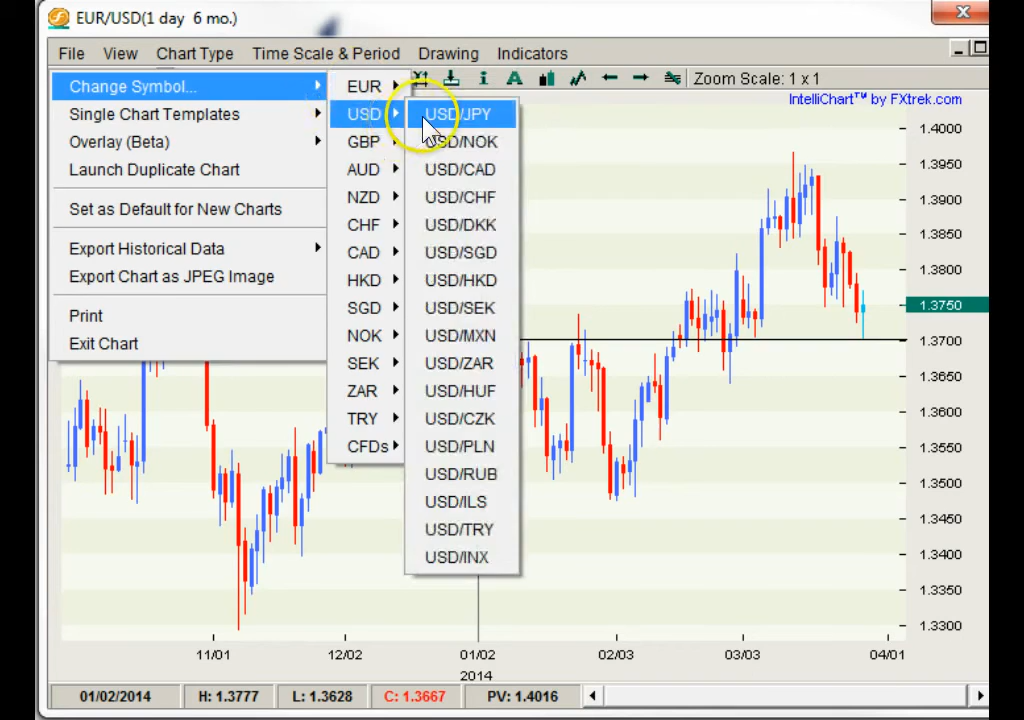 EUR/USD(1 day 6 mo.)
File View Chart Type Time Scale & Period Drawing Indicators
Zoom Scale: 1 x 1
IntelliChart™ by FXtrek.com
Change Symbol...
Single Chart Templates
Overlay (Beta)
Launch Duplicate Chart
Set as Default for New Charts
Export Historical Data
Export Chart as JPEG Image
Print
Exit Chart
EUR
USD
GBP
AUD
NZD
CHF
CAD
HKD
SGD
NOK
SEK
ZAR
TRY
CFDs
USD/JPY
USD/NOK
USD/CAD
USD/CHF
USD/DKK
USD/SGD
USD/HKD
USD/SEK
USD/MXN
USD/ZAR
USD/HUF
USD/CZK
USD/PLN
USD/RUB
USD/ILS
USD/TRY
USD/INX
1.4000
1.3950
1.3900
1.3850
1.3800
1.3750
1.3700
1.3650
1.3600
1.3550
1.3500
1.3450
1.3400
1.3350
1.3300
11/01 12/02 01/02 02/03 03/03 04/01
2014
01/02/2014 H: 1.3777 L: 1.3628 C: 1.3667 PV: 1.4016